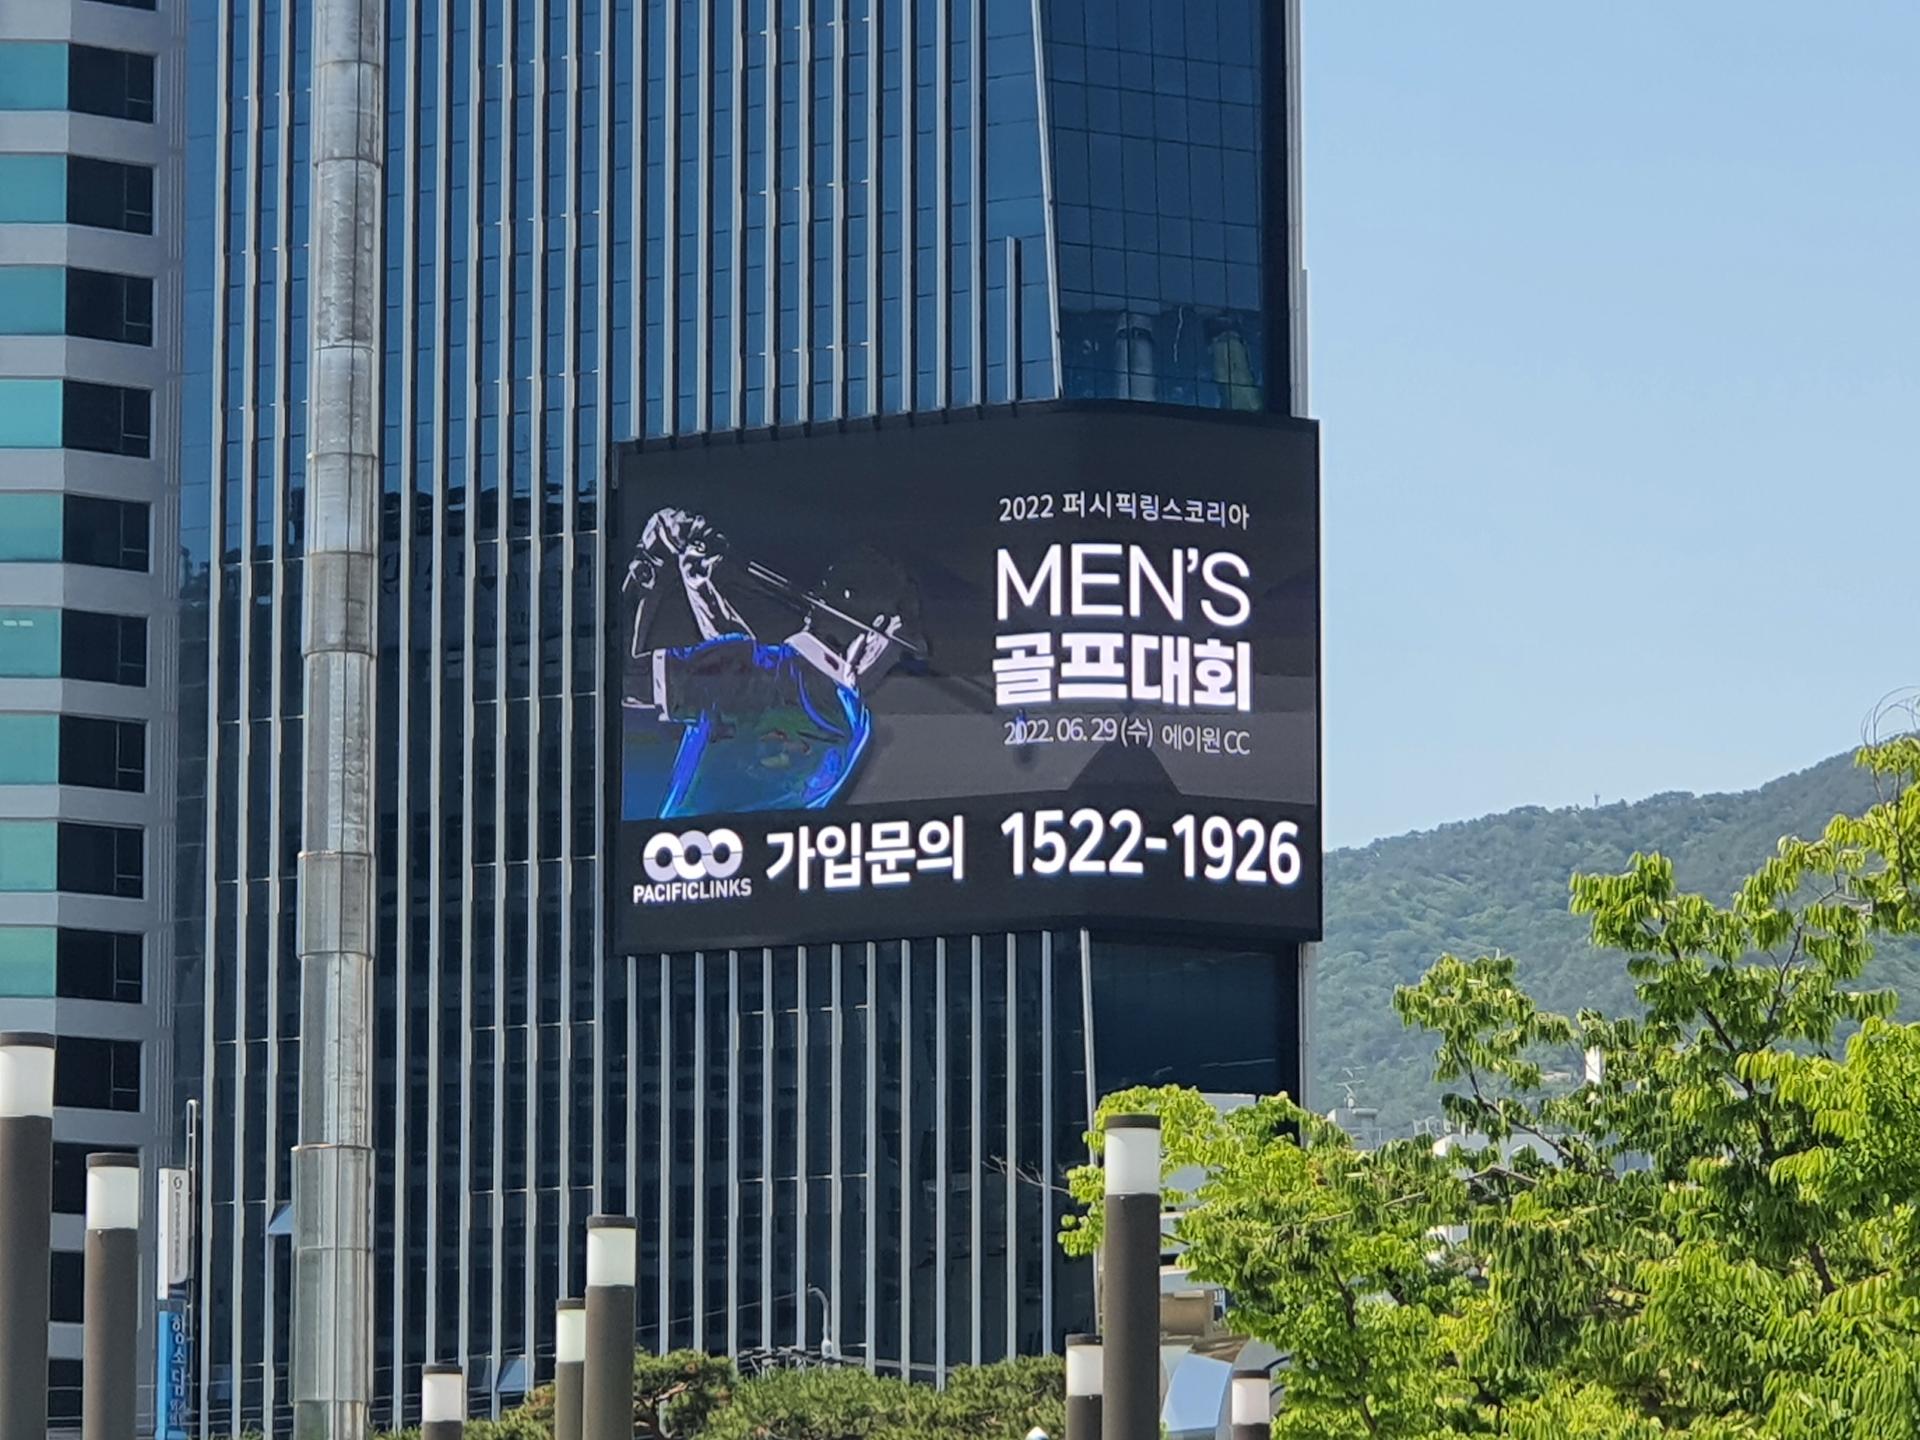 2022 퍼시픽링스코리아
MEN'S
골프대회
2022. 06. 29 (수) 에이원 CC
PACIFICLINKS
가입문의 1522-1926